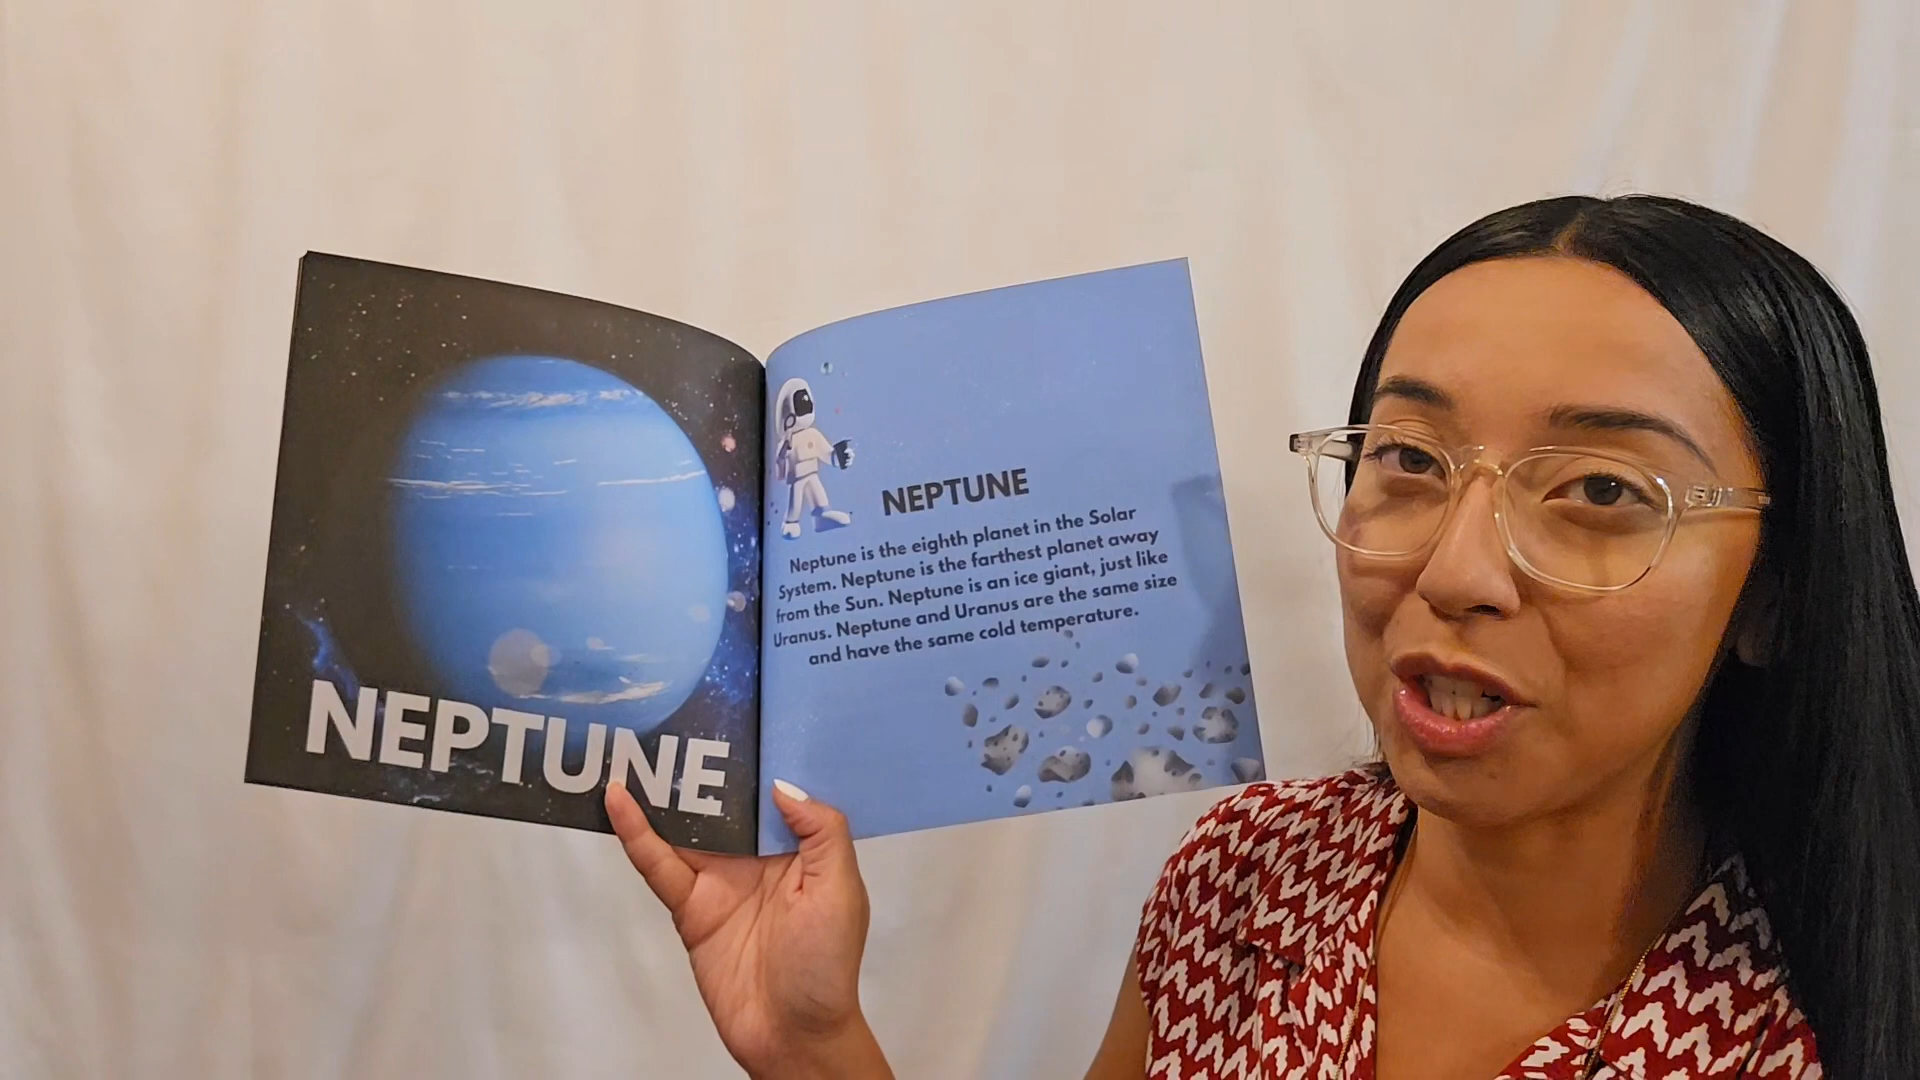 NEPTUNE
NEPTUNE
Neptune is the eighth planet in the Solar
System. Neptune is the farthest planet away
from the Sun. Neptune is an ice giant, just like
Uranus. Neptune and Uranus are the same size
and have the same cold temperature.